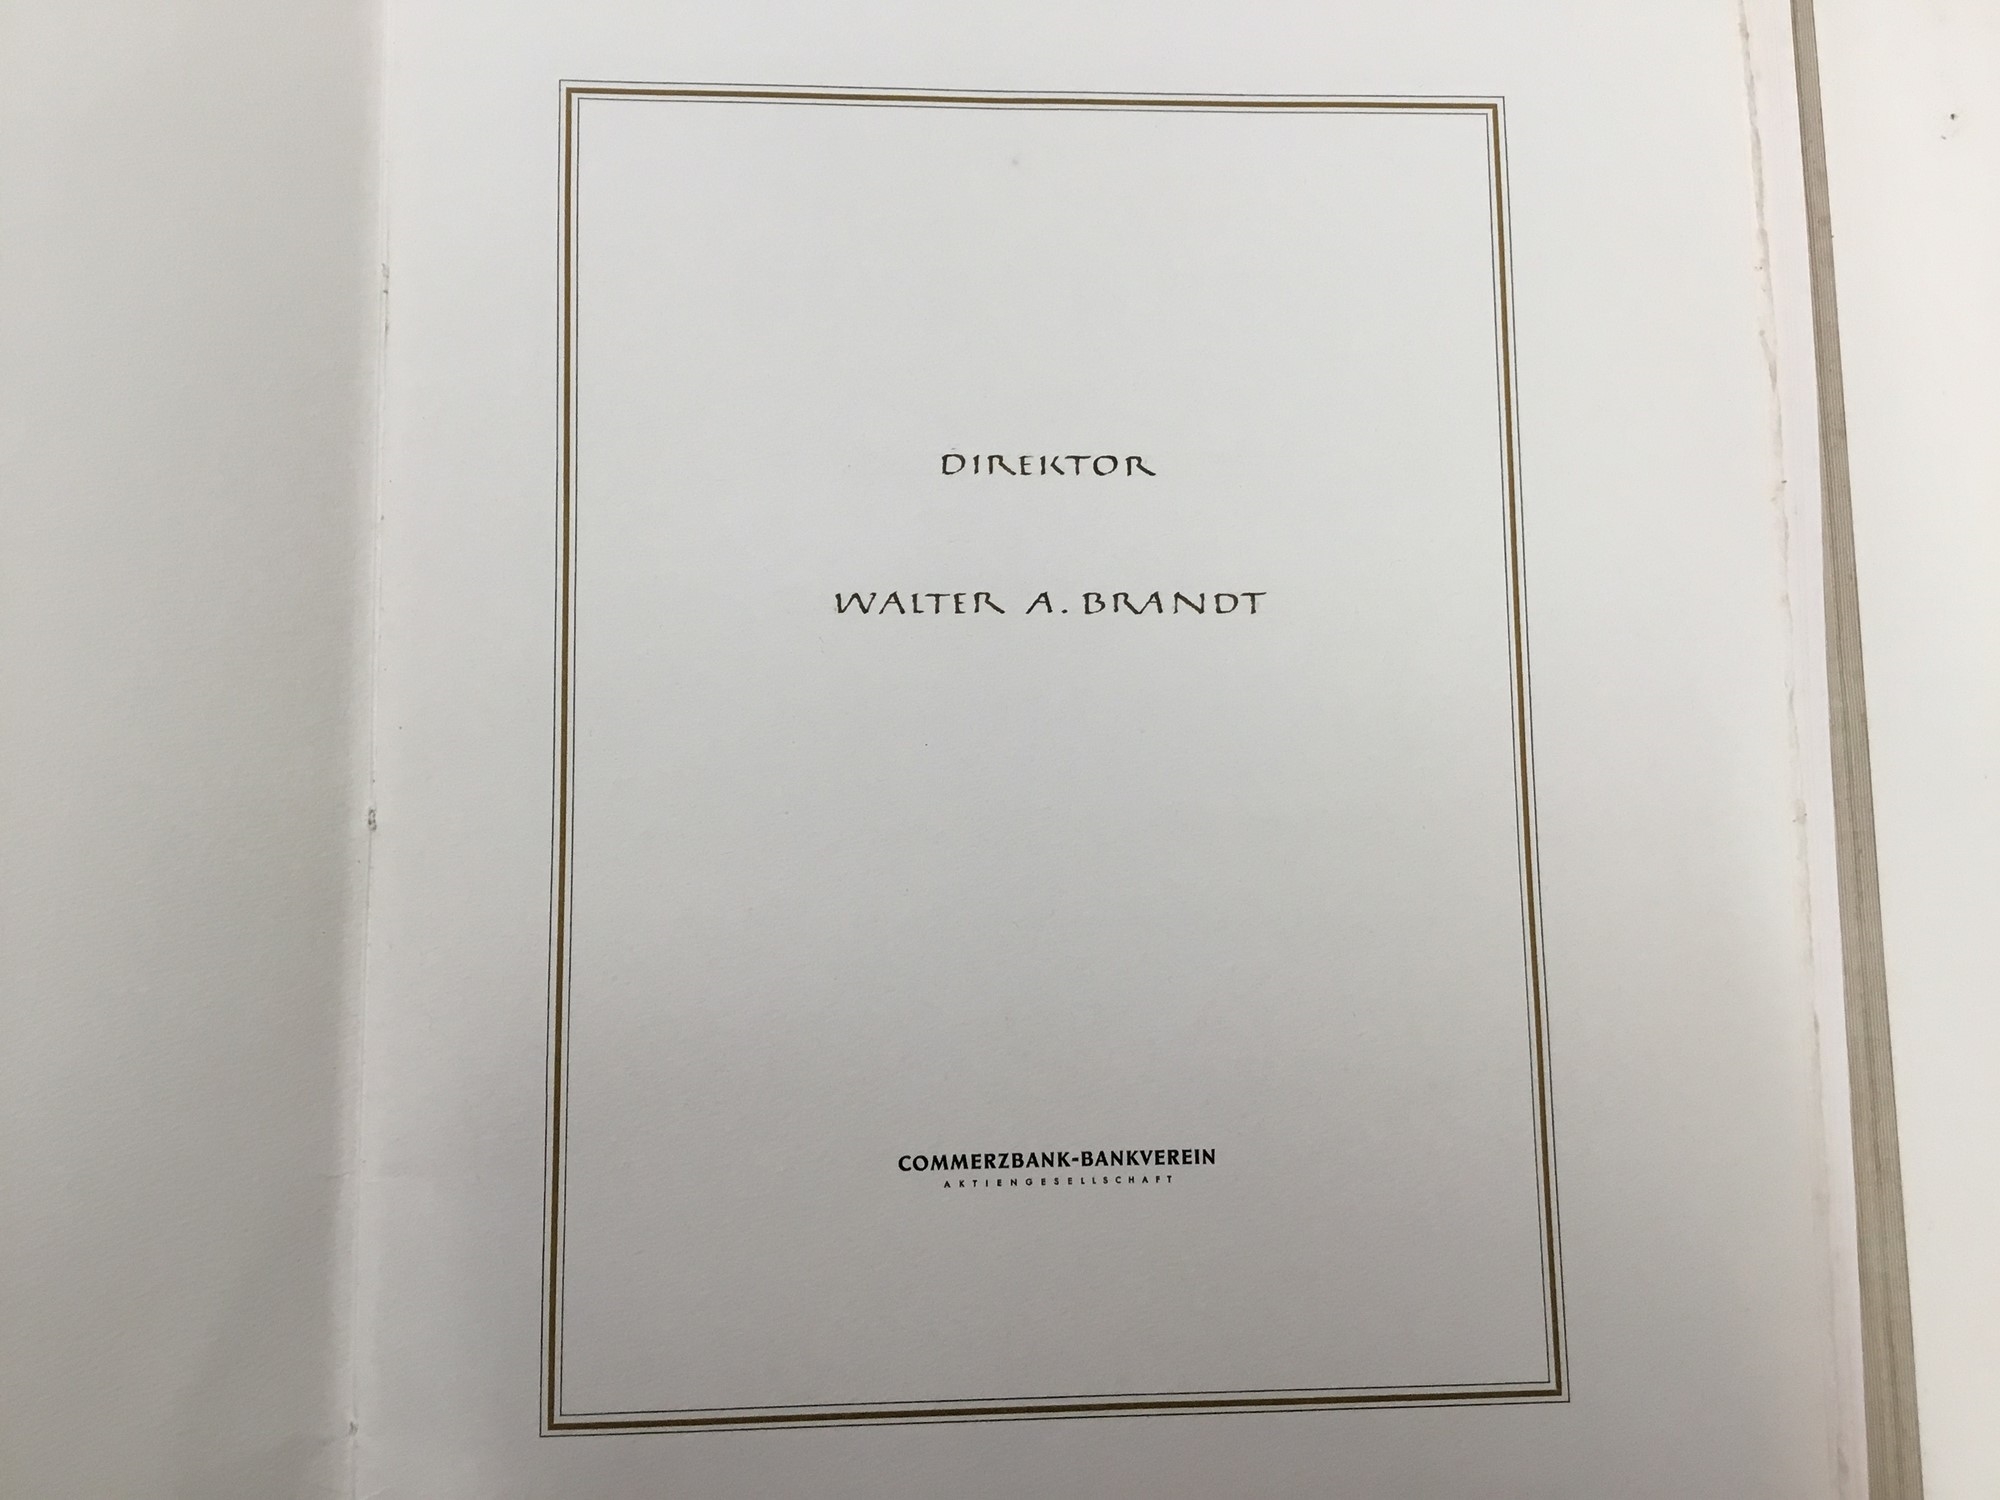 DIREKTOR
WALTER A. BRANDT
COMMERZBANK-BANKVEREIN
AKTIENGESELLSCHAFT